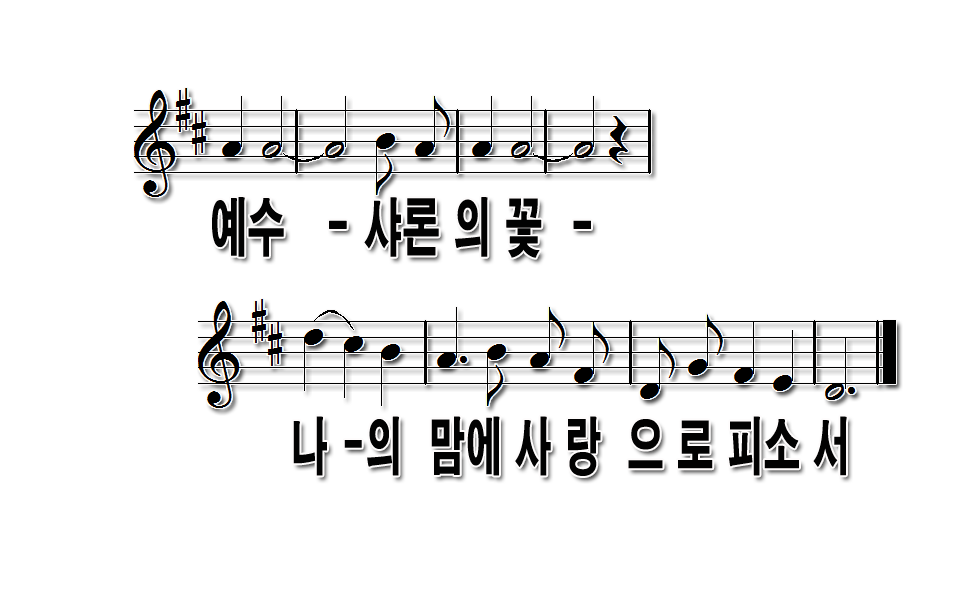 예수 - 샤론 의 꽃 -
나 -의 맘에 사 랑 으 로 피소 서